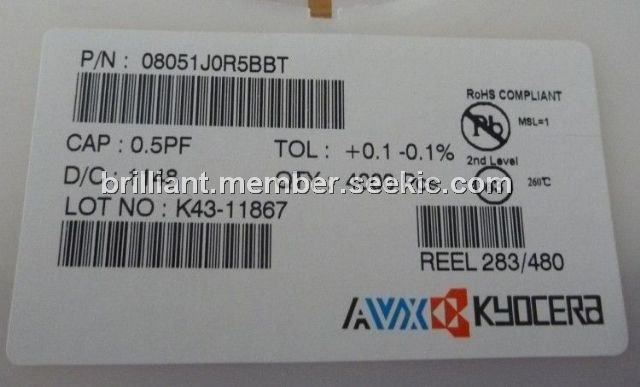 P/N : 08051J0R5BBT
RoHS COMPLIANT
Pb
MSL=1
CAP : 0.5PF
TOL : +0.1 -0.1%
2nd Level
D/C :
brilliant.member.seekic.com
260℃
LOT NO : K43-11867
REEL 283/480
AVX KYOCERA